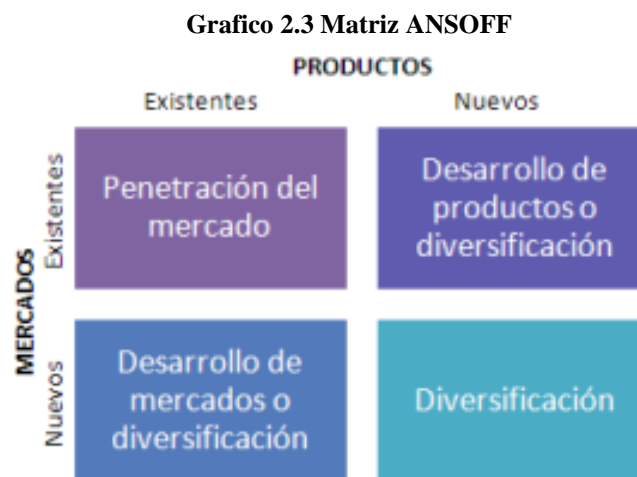 Grafico 2.3 Matriz ANSOFF
PRODUCTOS
Existentes
Nuevos
MERCADOS
Existentes
Penetración del
mercado
Desarrollo de
productos o
diversificación
Nuevos
Desarrollo de
mercados o
diversificación
Diversificación